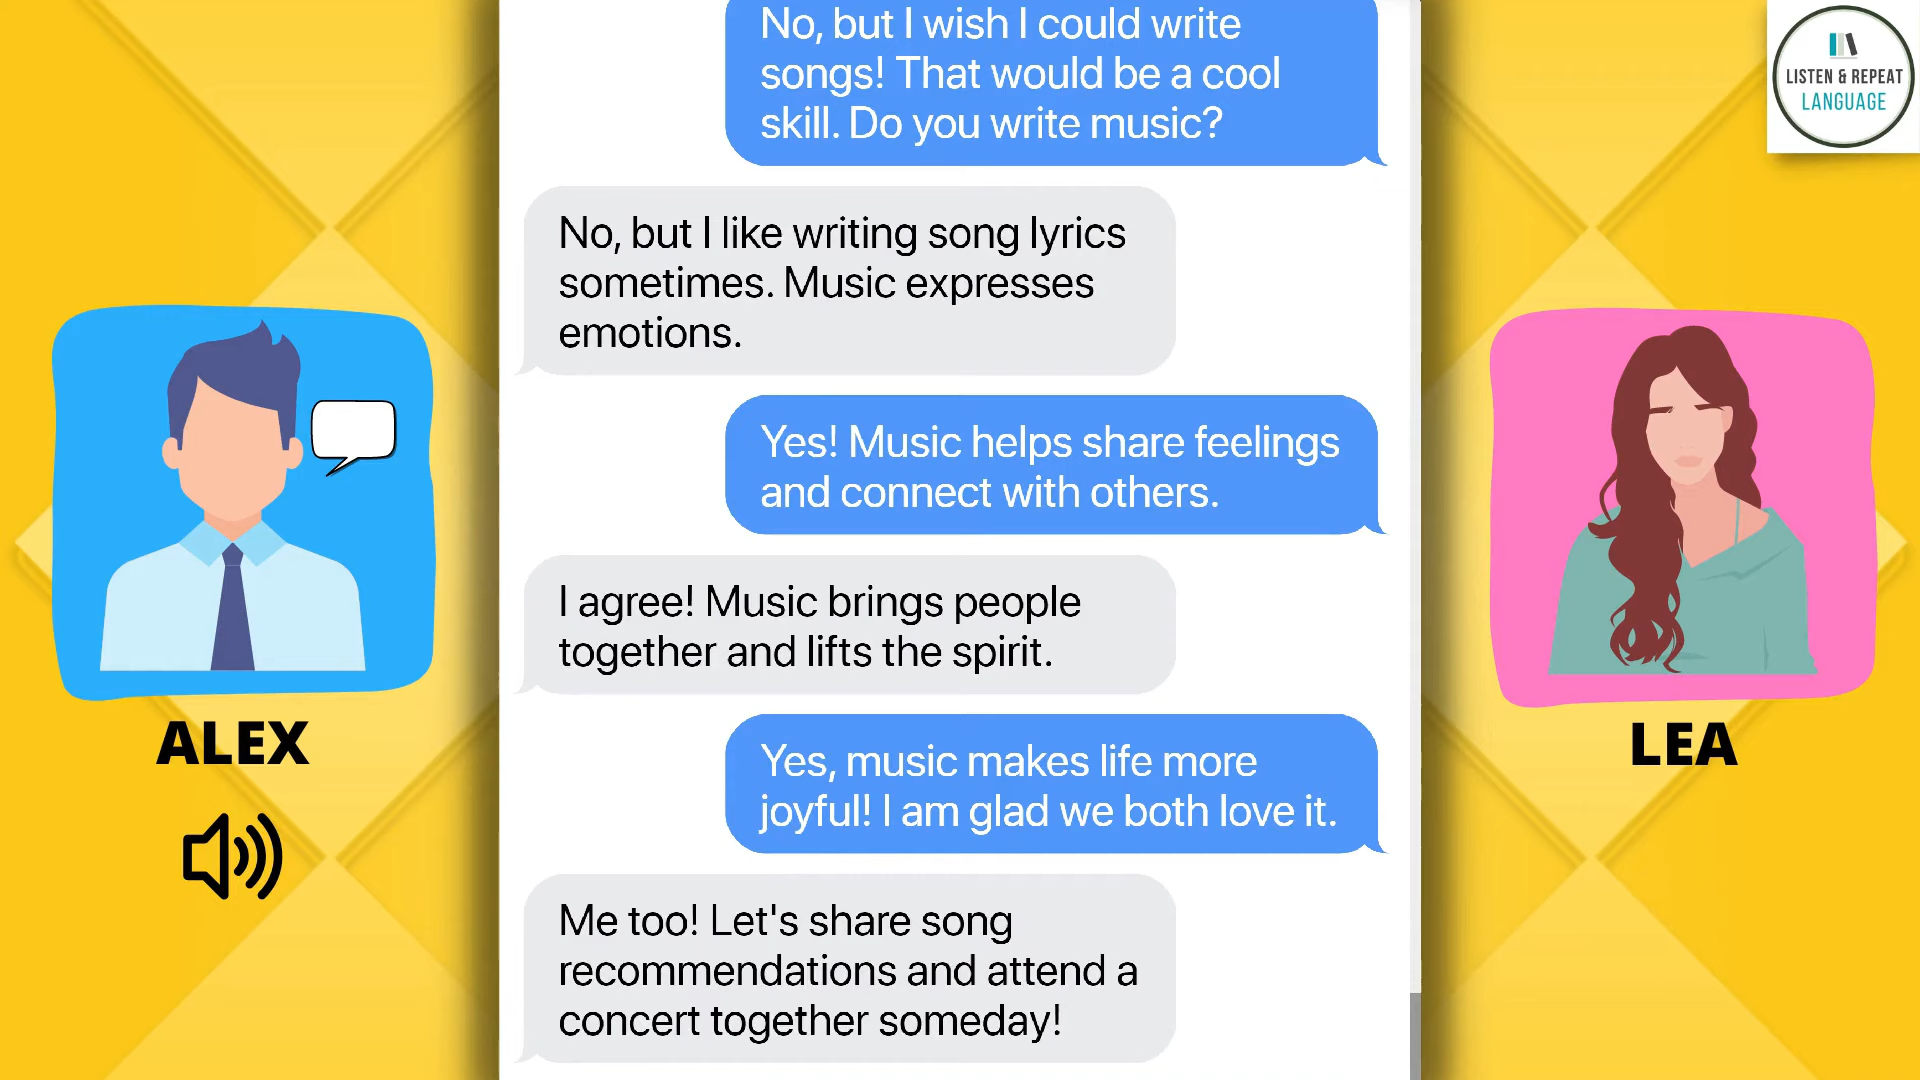 No, but I wish I could write
songs! That would be a cool
skill. Do you write music?
LISTEN & REPEAT
LANGUAGE
No, but I like writing song lyrics
sometimes. Music expresses
emotions.
Yes! Music helps share feelings
and connect with others.
I agree! Music brings people
together and lifts the spirit.
ALEX
LEA
Yes, music makes life more
joyful! I am glad we both love it.
Me too! Let's share song
recommendations and attend a
concert together someday!